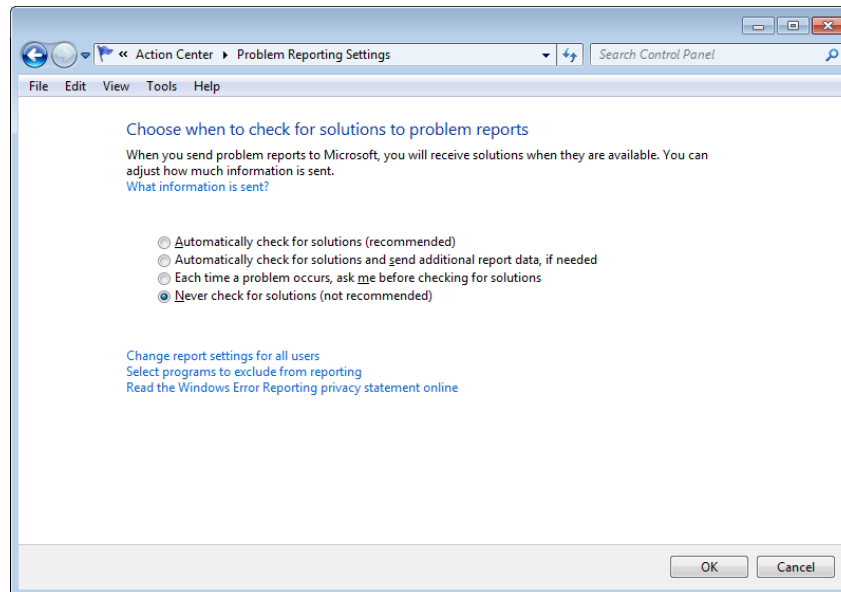 « Action Center ▸ Problem Reporting Settings
Search Control Panel
File Edit View Tools Help
Choose when to check for solutions to problem reports
When you send problem reports to Microsoft, you will receive solutions when they are available. You can
adjust how much information is sent.
What information is sent?
Automatically check for solutions (recommended)
Automatically check for solutions and send additional report data, if needed
Each time a problem occurs, ask me before checking for solutions
Never check for solutions (not recommended)
Change report settings for all users
Select programs to exclude from reporting
Read the Windows Error Reporting privacy statement online
OK Cancel